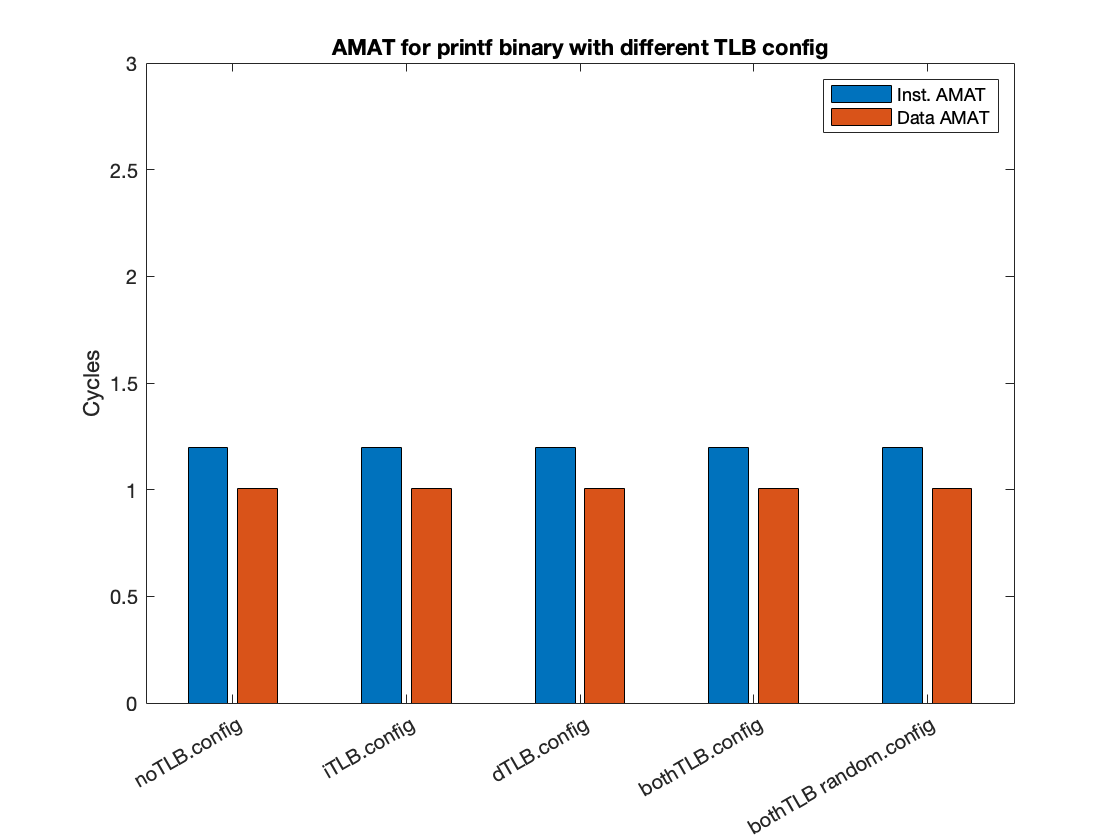 AMAT for printf binary with different TLB config
Inst. AMAT
Data AMAT
Cycles
3
2.5
2
1.5
1
0.5
0
noTLB.config
iTLB.config
dTLB.config
bothTLB.config
bothTLB random.config